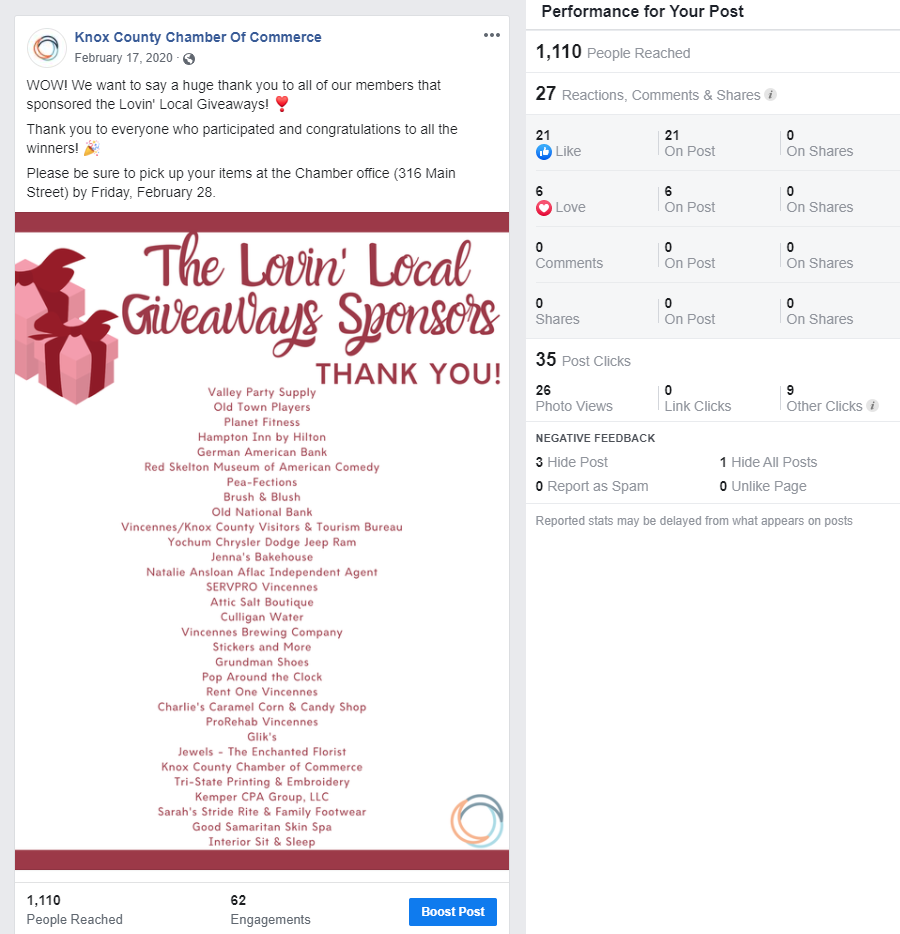 Knox County Chamber Of Commerce
February 17, 2020 ·
WOW! We want to say a huge thank you to all of our members that
sponsored the Lovin' Local Giveaways! ❣️
Thank you to everyone who participated and congratulations to all the
winners! 🎉
Please be sure to pick up your items at the Chamber office (316 Main
Street) by Friday, February 28.
The Lovin' Local
Giveaways Sponsors
THANK YOU!
Valley Party Supply
Old Town Players
Planet Fitness
Hampton Inn by Hilton
German American Bank
Red Skelton Museum of American Comedy
Pea-Fections
Brush & Blush
Old National Bank
Vincennes/Knox County Visitors & Tourism Bureau
Yochum Chrysler Dodge Jeep Ram
Jenna's Bakehouse
Natalie Ansloan Aflac Independent Agent
SERVPRO Vincennes
Attic Salt Boutique
Culligan Water
Vincennes Brewing Company
Stickers and More
Grundman Shoes
Pop Around the Clock
Rent One Vincennes
Charlie's Caramel Corn & Candy Shop
ProRehab Vincennes
Glik's
Jewels - The Enchanted Florist
Knox County Chamber of Commerce
Tri-State Printing & Embroidery
Kemper CPA Group, LLC
Sarah's Stride Rite & Family Footwear
Good Samaritan Skin Spa
Interior Sit & Sleep
1,110
People Reached
62
Engagements
Boost Post
Performance for Your Post
1,110 People Reached
27 Reactions, Comments & Shares
21 21 0
Like On Post On Shares
6 6 0
Love On Post On Shares
0 0 0
Comments On Post On Shares
0 0 0
Shares On Post On Shares
35 Post Clicks
26 0 9
Photo Views Link Clicks Other Clicks
NEGATIVE FEEDBACK
3 Hide Post 1 Hide All Posts
0 Report as Spam 0 Unlike Page
Reported stats may be delayed from what appears on posts